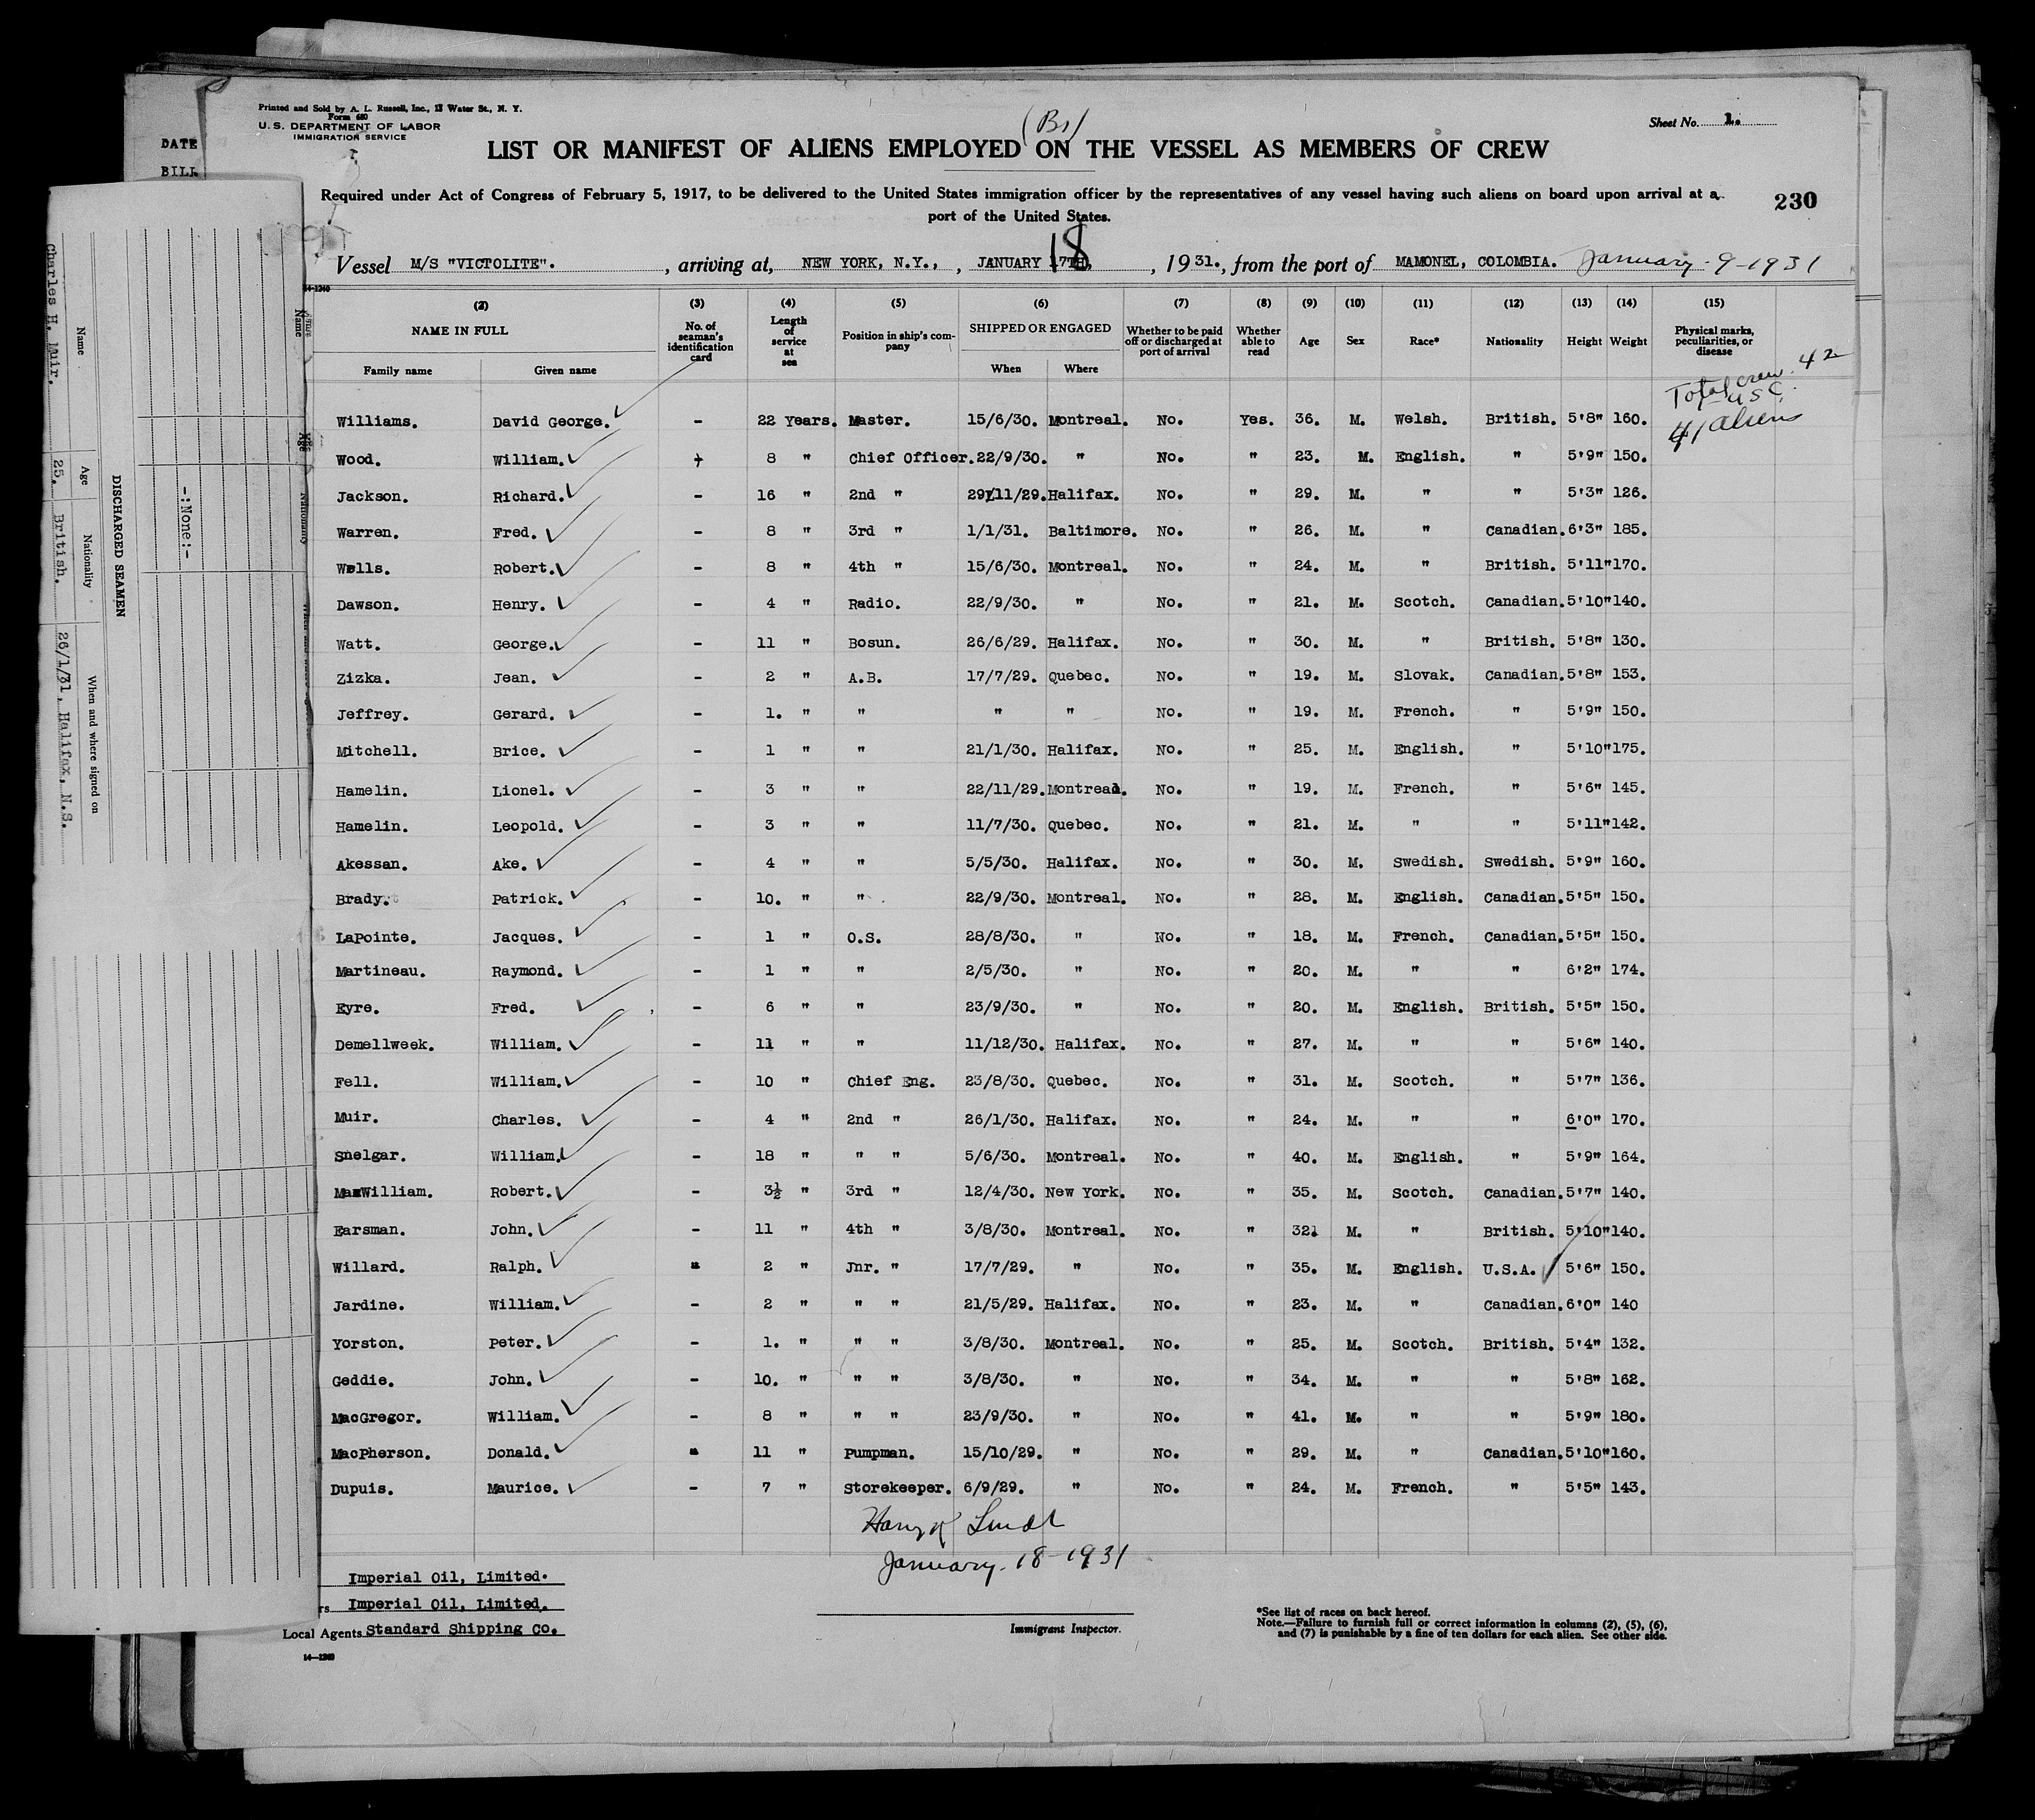 Printed and Sold by A. L. Russell, Inc., 13 Water St., N. Y.
Form 680
U. S. DEPARTMENT OF LABOR
IMMIGRATION SERVICE
DATE
BILL
(Br)
Sheet No. 1.
LIST OR MANIFEST OF ALIENS EMPLOYED ON THE VESSEL AS MEMBERS OF CREW
Required under Act of Congress of February 5, 1917, to be delivered to the United States immigration officer by the representatives of any vessel having such aliens on board upon arrival at a
port of the United States.
230
Vessel M/S "VICTOLITE". , arriving at, NEW YORK, N.Y., , JANUARY 17TH, 18 , 19 31., from the port of MAMONEL, COLOMBIA. January 9-1931
14-1240
(2) (3) (4) (5) (6) (7) (8) (9) (10) (11) (12) (13) (14) (15)
NAME IN FULL No. of seaman's identification card Length of service at sea Position in ship's company SHIPPED OR ENGAGED Whether to be paid off or discharged at port of arrival Whether able to read Age Sex Race* Nationality Height Weight Physical marks, peculiarities, or disease
Family name Given name When Where
Total crew 42
USC
41 aliens
Williams. David George. - 22 Years. Master. 15/6/30. Montreal. No. Yes. 36. M. Welsh. British. 5'8" 160.
Wood. William. 8 " Chief Officer. 22/9/30. " No. " 23. M. English. " 5'9" 150.
Jackson. Richard. - 16 " 2nd " 29/11/29. Halifax. No. " 29. M. " " 5'3" 126.
Warren. Fred. - 8 " 3rd " 1/1/31. Baltimore. No. " 26. M. " Canadian. 6'3" 185.
Wells. Robert. - 8 " 4th " 15/6/30. Montreal. No. " 24. M. " British. 5'11" 170.
Dawson. Henry. - 4 " Radio. 22/9/30. " No. " 21. M. Scotch. Canadian. 5'10" 140.
Watt. George. - 11 " Bosun. 26/6/29. Halifax. No. " 30. M. " British. 5'8" 130.
Zizka. Jean. - 2 " A.B. 17/7/29. Quebec. No. " 19. M. Slovak. Canadian. 5'8" 153.
Jeffrey. Gerard. - 1. " " " " No. " 19. M. French. " 5'9" 150.
Mitchell. Brice. - 1 " " 21/1/30. Halifax. No. " 25. M. English. " 5'10" 175.
Hamelin. Lionel. - 3 " " 22/11/29. Montreal. No. " 19. M. French. " 5'6" 145.
Hamelin. Leopold. - 3 " " 11/7/30. Quebec. No. " 21. M. " " 5'11" 142.
Akessan. Ake. - 4 " " 5/5/30. Halifax. No. " 30. M. Swedish. Swedish. 5'9" 160.
Brady. Patrick. - 10. " " 22/9/30. Montreal. No. " 28. M. English. Canadian. 5'5" 150.
LaPointe. Jacques. - 1 " O.S. 28/8/30. " No. " 18. M. French. Canadian. 5'5" 150.
Martineau. Raymond. - 1 " " 2/5/30. " No. " 20. M. " " 6'2" 174.
Eyre. Fred. - 6 " " 23/9/30. " No. " 20. M. English. British. 5'5" 150.
Demellweek. William. - 11 " " 11/12/30. Halifax. No. " 27. M. " " 5'6" 140.
Fell. William. - 10 " Chief Eng. 23/8/30. Quebec. No. " 31. M. Scotch. " 5'7" 136.
Muir. Charles. - 4 " 2nd " 26/1/30. Halifax. No. " 24. M. " " 6'0" 170.
Snelgar. William. - 18 " " " 5/6/30. Montreal. No. " 40. M. English. " 5'9" 164.
MacWilliam. Robert. - 3½ " 3rd " 12/4/30. New York. No. " 35. M. Scotch. Canadian. 5'7" 140.
Earsman. John. - 11 " 4th " 3/8/30. Montreal. No. " 32. M. " British. 5'10" 140.
Willard. Ralph. - 2 " Jnr. " 17/7/29. " No. " 35. M. English. U.S.A. 5'6" 150.
Jardine. William. - 2 " " " 21/5/29. Halifax. No. " 23. M. " Canadian. 6'0" 140
Yorston. Peter. - 1. " " " 3/8/30. Montreal. No. " 25. M. Scotch. British. 5'4" 132.
Geddie. John. - 10. " " " 3/8/30. " No. " 34. M. " " 5'8" 162.
MacGregor. William. - 8 " " " 23/9/30. " No. " 41. M. " " 5'9" 180.
MacPherson. Donald. - 11 " Pumpman. 15/10/29. " No. " 29. M. " Canadian. 5'10" 160.
Dupuis. Maurice. - 7 " Storekeeper. 6/9/29. " No. " 24. M. French. " 5'5" 143.
January 18-1931
Imperial Oil, Limited.
rs Imperial Oil, Limited.
Local Agents Standard Shipping Co.
14-1240
Immigrant Inspector.
*See list of races on back hereof.
Note.—Failure to furnish full or correct information in columns (2), (5), (6),
and (7) is punishable by a fine of ten dollars for each alien. See other side.
DISCHARGED SEAMEN
Name Age Nationality When and where signed on
Charles H. Muir. 25. British. 26/1/31, Halifax, N.S.
-:None:-
Name
Age
Nationality